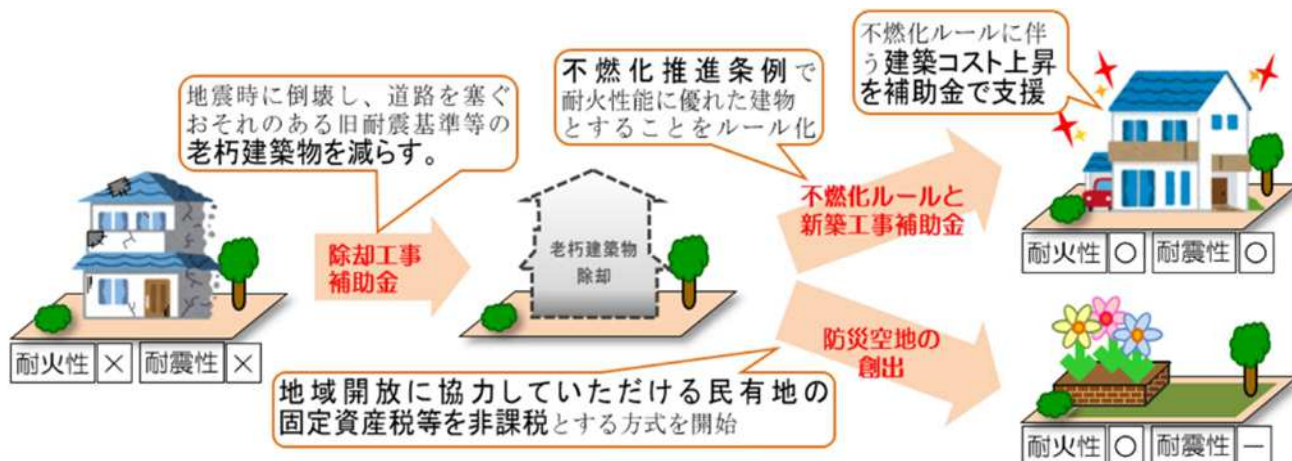 地震時に倒壊し、道路を塞ぐ
おそれのある旧耐震基準等の
老朽建築物を減らす。
耐火性 × 耐震性 ×
除却工事
補助金
老朽建築物
除却
不燃化推進条例で
耐火性能に優れた建物
とすることをルール化
不燃化ルールと
新築工事補助金
不燃化ルールに伴
う建築コスト上昇
を補助金で支援
耐火性 ○ 耐震性 ○
地域開放に協力していただける民有地の
固定資産税等を非課税とする方式を開始
防災空地の
創出
耐火性 ○ 耐震性 －